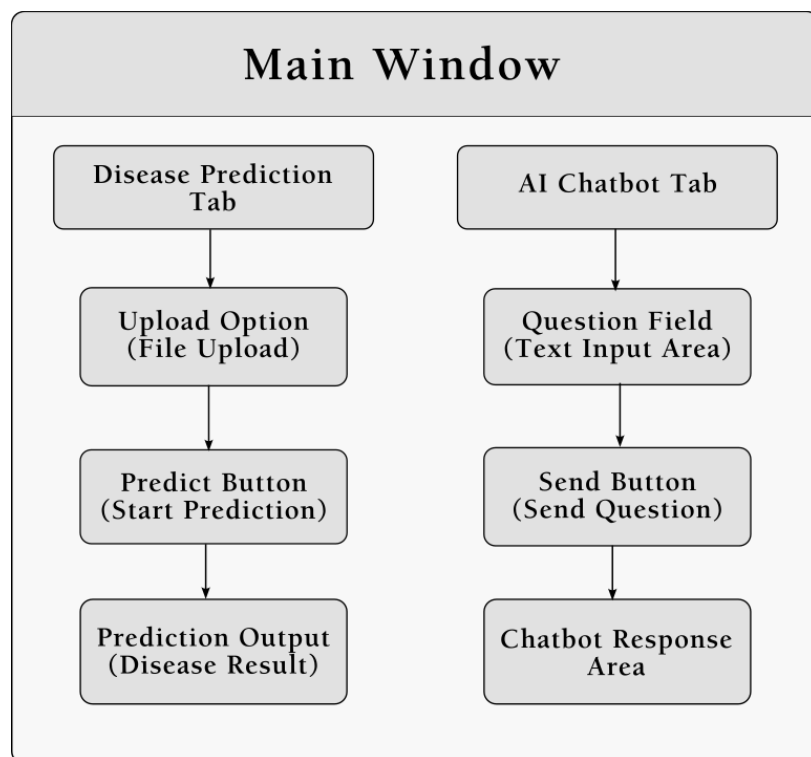 Main Window
Disease Prediction
Tab
Upload Option
(File Upload)
Predict Button
(Start Prediction)
Prediction Output
(Disease Result)
AI Chatbot Tab
Question Field
(Text Input Area)
Send Button
(Send Question)
Chatbot Response
Area